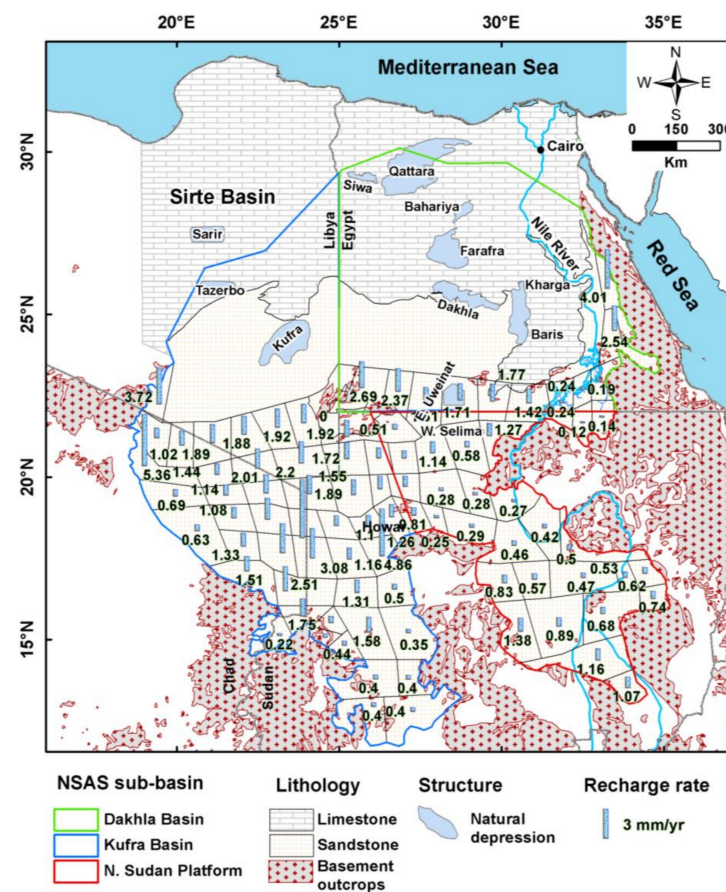 20°E 25°E 30°E 35°E
Mediterranean Sea
N
W E
S
0 150 300
Km
30°N
Cairo
Qattara
Siwa
Sirte Basin
Bahariya
Libya
Egypt
Nile River
Sarir
Farafra
Red Sea
Tazerbo
Kharga
Dakhla
4.01
25°N
Kufra
Baris
2.54
1.77
3.72
2.69
2.37
Uweinat
0.24
0.19
0
1.71
1.42
0.24
1.92
1.92
0.51
W. Selima
1.27
0.12
0.14
1.02
1.89
1.88
1.72
1.14
0.58
20°N
5.36
1.44
2.01
2.2
1.55
1.14
1.89
0.69
1.08
0.28
0.28
0.27
Howar
0.81
0.63
1.1
1.26
0.25
0.29
0.42
1.33
0.46
0.5
3.08
1.16
4.86
0.53
1.51
2.51
0.83
0.57
0.47
0.62
1.31
0.5
0.74
1.75
0.68
15°N
0.22
0.44
1.58
0.35
1.38
0.89
Chad
Sudan
0.4
0.4
1.16
1.07
0.4
0.4
NSAS sub-basin
Dakhla Basin
Kufra Basin
N. Sudan Platform
Lithology
Limestone
Sandstone
Basement
outcrops
Structure
Natural
depression
Recharge rate
3 mm/yr